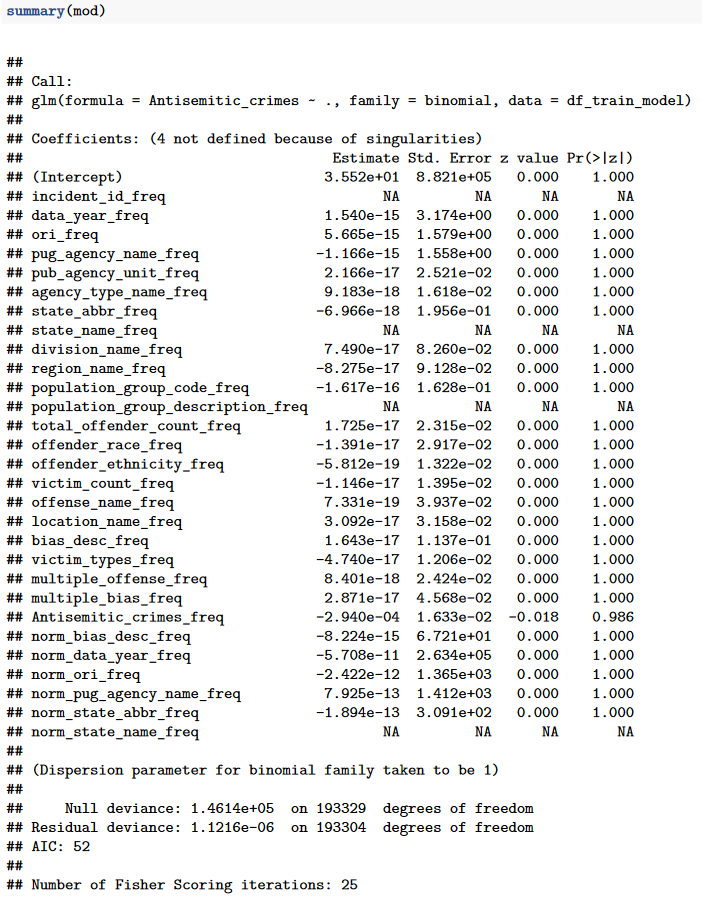 summary(mod)
##
## Call:
## glm(formula = Antisemitic_crimes ~ ., family = binomial, data = df_train_model)
##
## Coefficients: (4 not defined because of singularities)
##                                   Estimate Std. Error z value Pr(>|z|)
## (Intercept)                      3.552e+01  8.821e+05   0.000    1.000
## incident_id_freq                        NA         NA      NA       NA
## data_year_freq                   1.540e-15  3.174e+00   0.000    1.000
## ori_freq                         5.665e-15  1.579e+00   0.000    1.000
## pug_agency_name_freq            -1.166e-15  1.558e+00   0.000    1.000
## pub_agency_unit_freq             2.166e-17  2.521e-02   0.000    1.000
## agency_type_name_freq            9.183e-18  1.618e-02   0.000    1.000
## state_abbr_freq                 -6.966e-18  1.956e-01   0.000    1.000
## state_name_freq                         NA         NA      NA       NA
## division_name_freq               7.490e-17  8.260e-02   0.000    1.000
## region_name_freq                -8.275e-17  9.128e-02   0.000    1.000
## population_group_code_freq      -1.617e-16  1.628e-01   0.000    1.000
## population_group_description_freq       NA         NA      NA       NA
## total_offender_count_freq        1.725e-17  2.315e-02   0.000    1.000
## offender_race_freq              -1.391e-17  2.917e-02   0.000    1.000
## offender_ethnicity_freq         -5.812e-19  1.322e-02   0.000    1.000
## victim_count_freq               -1.146e-17  1.395e-02   0.000    1.000
## offense_name_freq                7.331e-19  3.937e-02   0.000    1.000
## location_name_freq               3.092e-17  3.158e-02   0.000    1.000
## bias_desc_freq                   1.643e-17  1.137e-01   0.000    1.000
## victim_types_freq               -4.740e-17  1.206e-02   0.000    1.000
## multiple_offense_freq            8.401e-18  2.424e-02   0.000    1.000
## multiple_bias_freq               2.871e-17  4.568e-02   0.000    1.000
## Antisemitic_crimes_freq         -2.940e-04  1.633e-02  -0.018    0.986
## norm_bias_desc_freq             -8.224e-15  6.721e+01   0.000    1.000
## norm_data_year_freq             -5.708e-11  2.634e+05   0.000    1.000
## norm_ori_freq                   -2.422e-12  1.365e+03   0.000    1.000
## norm_pug_agency_name_freq        7.925e-13  1.412e+03   0.000    1.000
## norm_state_abbr_freq            -1.894e-13  3.091e+02   0.000    1.000
## norm_state_name_freq                    NA         NA      NA       NA
##
## (Dispersion parameter for binomial family taken to be 1)
##
##     Null deviance: 1.4614e+05  on 193329  degrees of freedom
## Residual deviance: 1.1216e-06  on 193304  degrees of freedom
## AIC: 52
##
## Number of Fisher Scoring iterations: 25